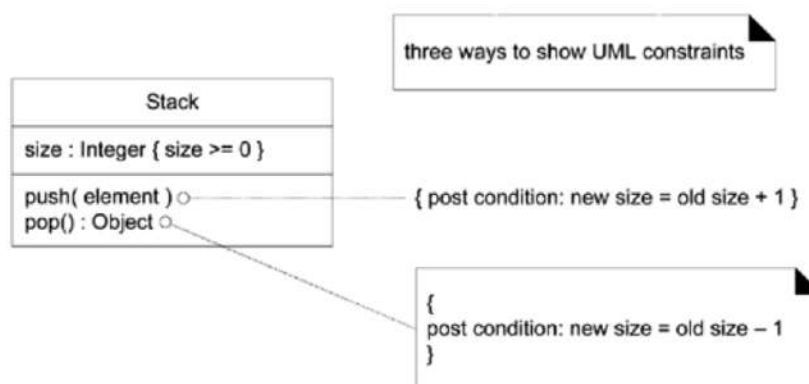 three ways to show UML constraints
Stack
size : Integer { size >= 0 }
push( element )
{ post condition: new size = old size + 1 }
pop() : Object
{
post condition: new size = old size – 1
}